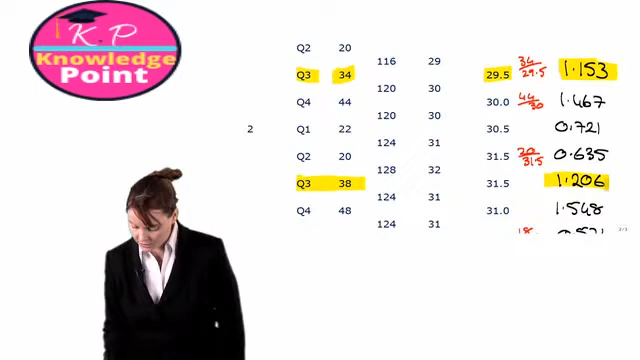 K.P
Knowledge
Point
Q2 20
116 29
Q3 34 29.5 34/29.5 1.153
120 30
Q4 44 30.0 44/30 1.467
120 30
2 Q1 22 30.5 0.721
124 31
Q2 20 31.5 20/31.5 0.635
128 32
Q3 38 31.5 1.206
124 31
Q4 48 31.0 1.548
124 31